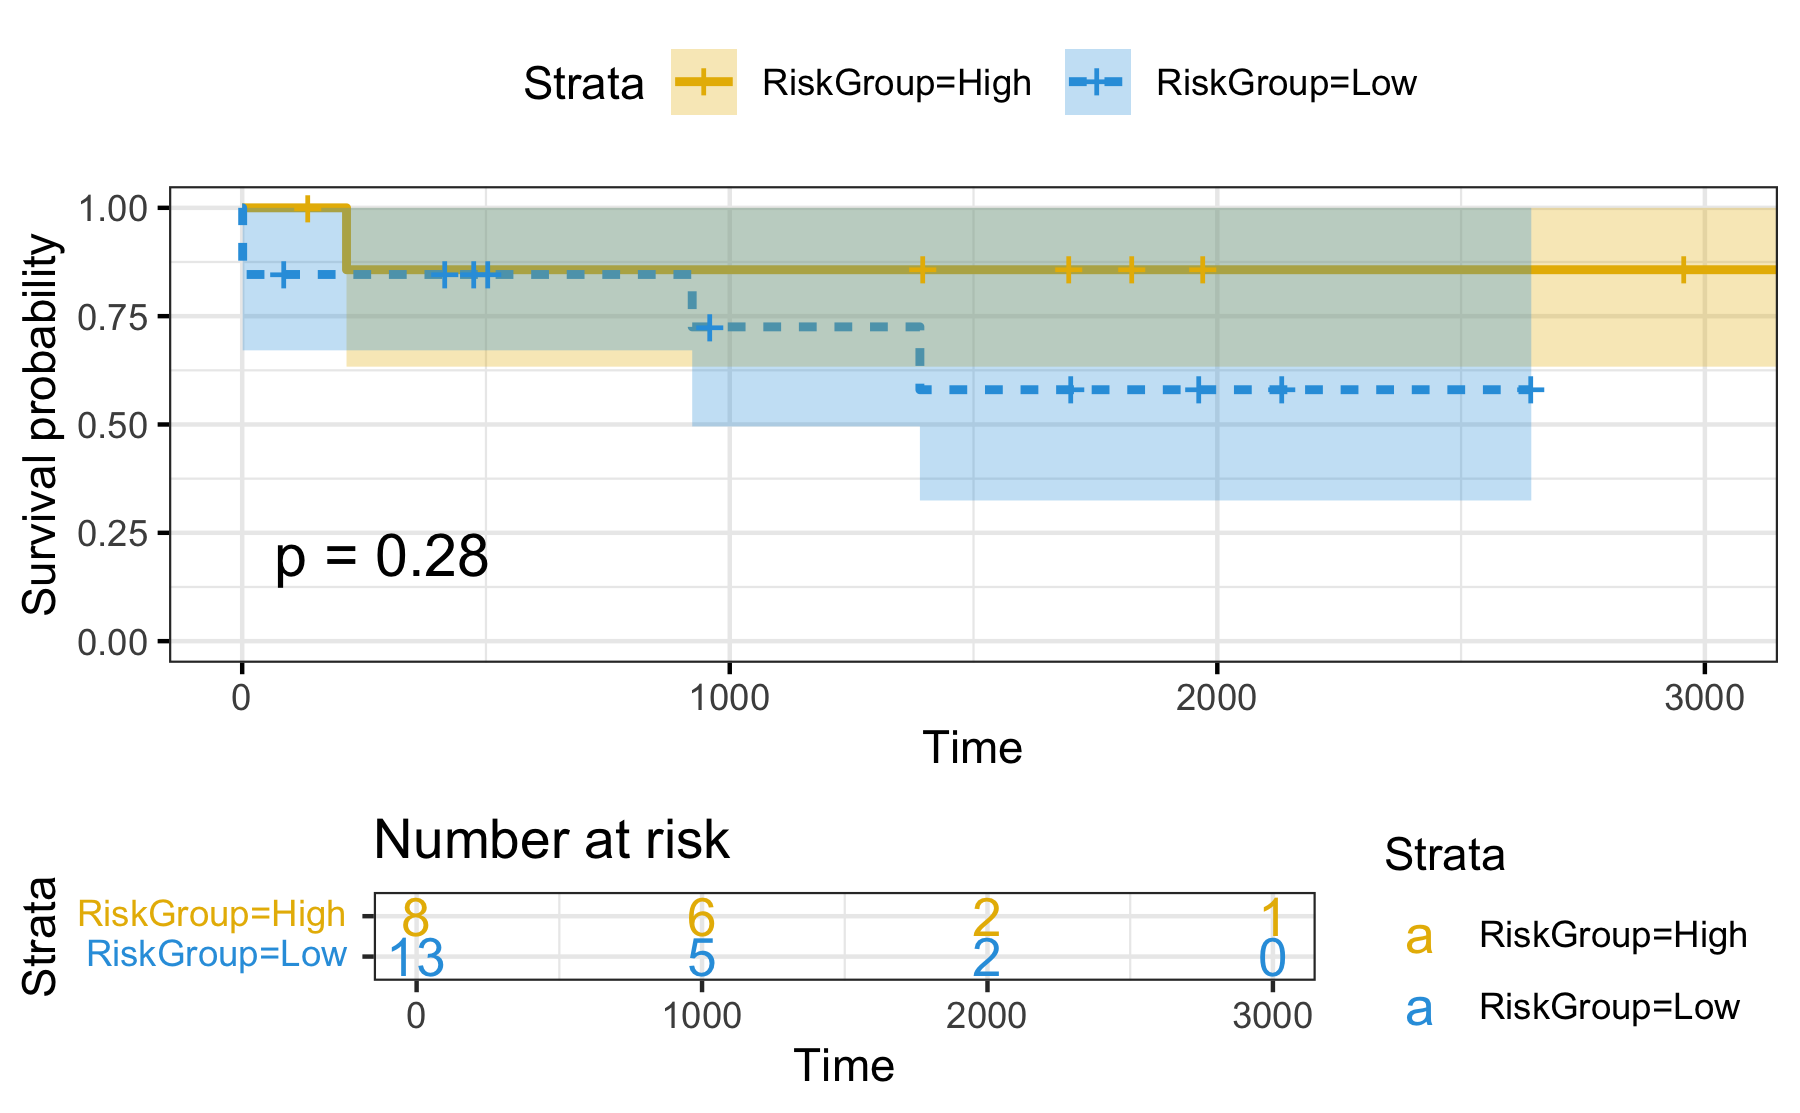 Strata RiskGroup=High RiskGroup=Low
Survival probability
1.00
0.75
0.50
0.25
0.00
p = 0.28
0 1000 2000 3000
Time
Number at risk
Strata
RiskGroup=High 8 6 2 1
RiskGroup=Low 13 5 2 0
0 1000 2000 3000
Time
Strata
a RiskGroup=High
a RiskGroup=Low